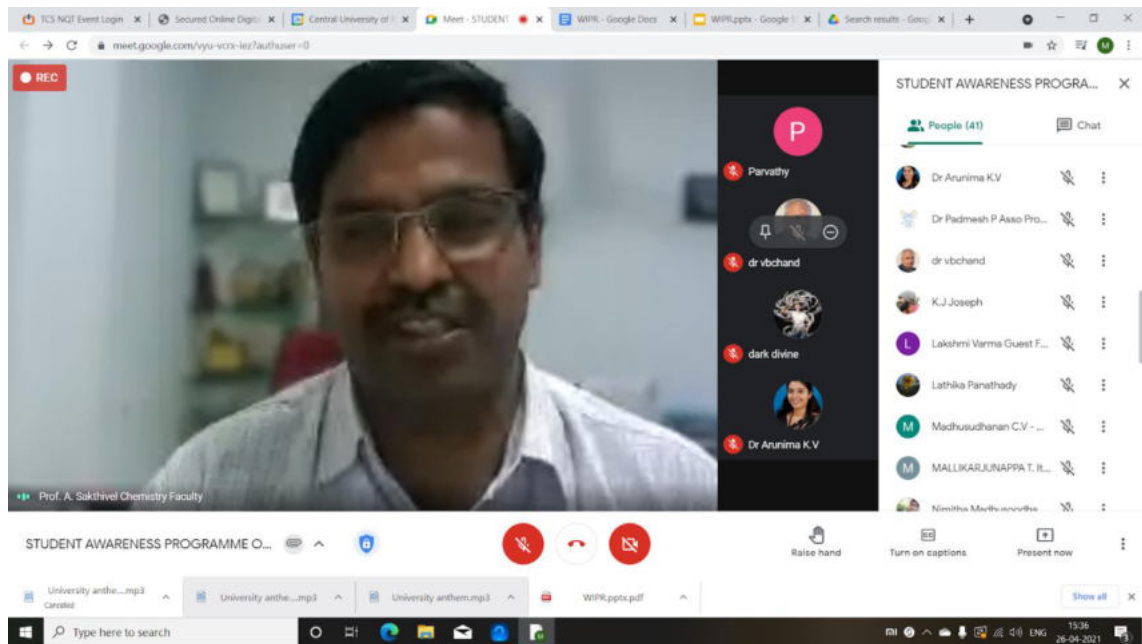 TCS NQT Event Login
Secured Online Digit
Central University of
Meet - STUDENT
WIPR - Google Docs
WIPR.pptx - Google
Search results - Goog
meet.google.com/vyu-vcrx-iez?authuser=0
M
REC
Prof. A. Sakthivel Chemistry Faculty
P
Parvathy
dr vbchand
dark divine
Dr Arunima K.V
STUDENT AWARENESS PROGRA...
People (41)
Chat
Dr Arunima K.V
Dr Padmesh P Asso Pro...
dr vbchand
K.J Joseph
L
Lakshmi Varma Guest F...
Lathika Panathady
M
Madhusudhanan C.V - ...
M
MALLIKARJUNAPPA T. It...
STUDENT AWARENESS PROGRAMME O...
Raise hand
Turn on captions
Present now
University anthe....mp3
Canceled
University anthe....mp3
University anthem.mp3
WIPR.pptx.pdf
Show all
Type here to search
ENG
15:36
26-04-2021